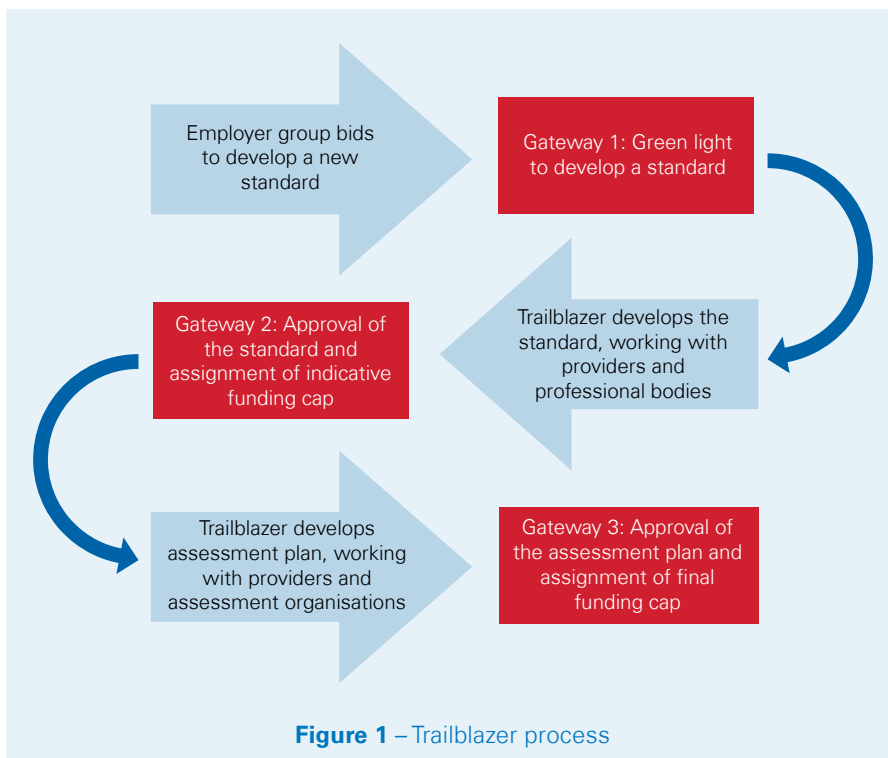 Employer group bids
to develop a new
standard
Gateway 1: Green light
to develop a standard
Trailblazer develops the
standard, working with
providers and
professional bodies
Gateway 2: Approval of
the standard and
assignment of indicative
funding cap
Trailblazer develops
assessment plan, working
with providers and
assessment organisations
Gateway 3: Approval of
the assessment plan and
assignment of final
funding cap
Figure 1 – Trailblazer process